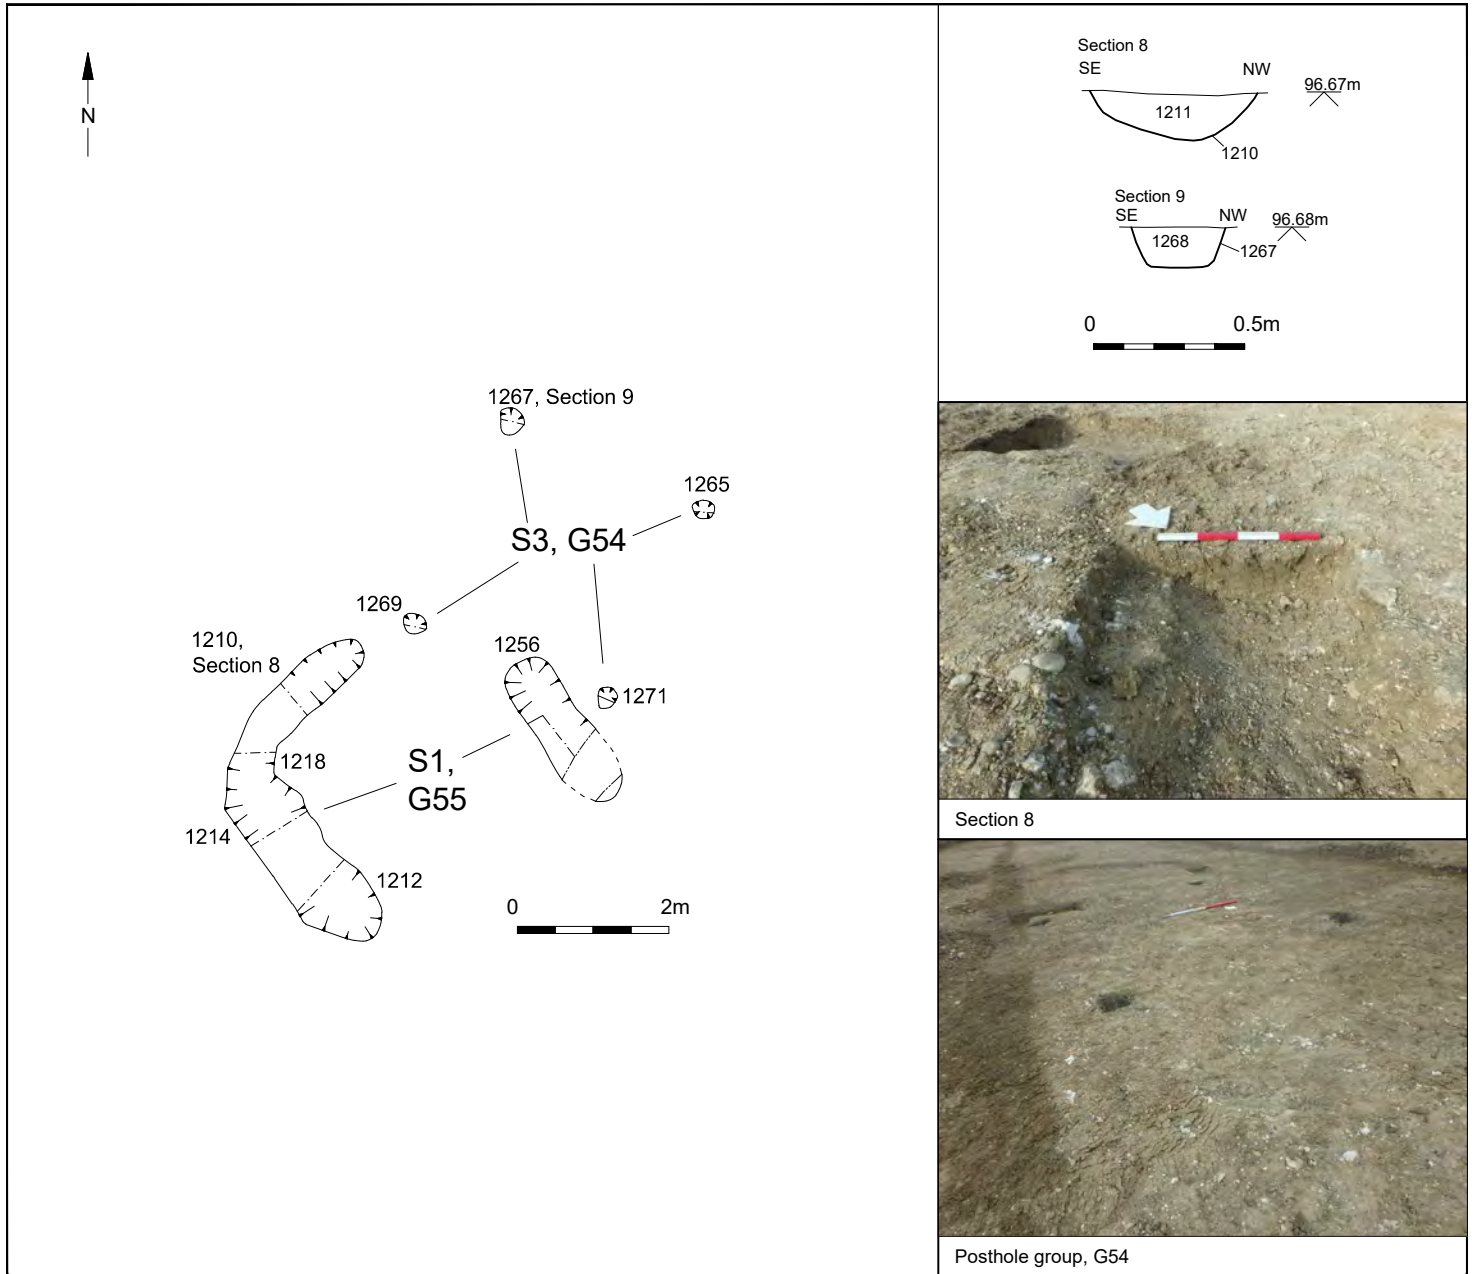 N
1267, Section 9
1265
S3, G54
1269
1210,
Section 8
1256
1271
S1,
G55
1218
1214
1212
0 2m
Section 8
SE NW 96.67m
1211
1210
Section 9
SE NW 96.68m
1268 1267
0 0.5m
Section 8
Posthole group, G54